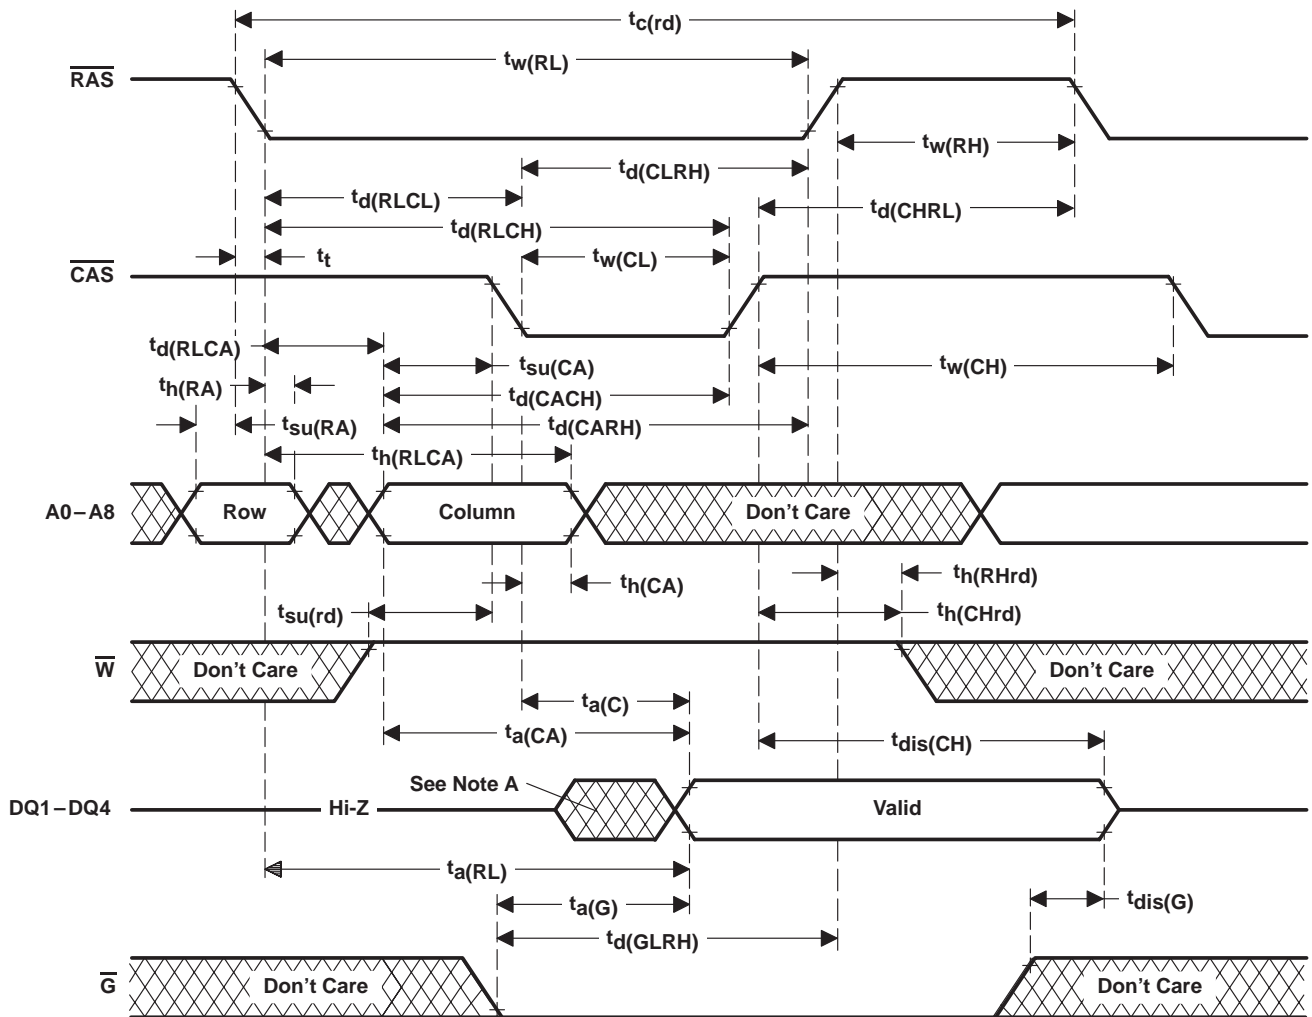 tc(rd)
tw(RL)
RAS
tw(RH)
td(CLRH)
td(RLCL)
td(CHRL)
td(RLCH)
tt
tw(CL)
CAS
td(RLCA)
tsu(CA)
tw(CH)
th(RA)
td(CACH)
tsu(RA)
td(CARH)
th(RLCA)
A0–A8
Row
Column
Don't Care
th(RHrd)
th(CA)
tsu(rd)
th(CHrd)
W
Don't Care
Don't Care
ta(C)
ta(CA)
tdis(CH)
See Note A
DQ1–DQ4
Hi-Z
Valid
ta(RL)
ta(G)
tdis(G)
td(GLRH)
G
Don't Care
Don't Care